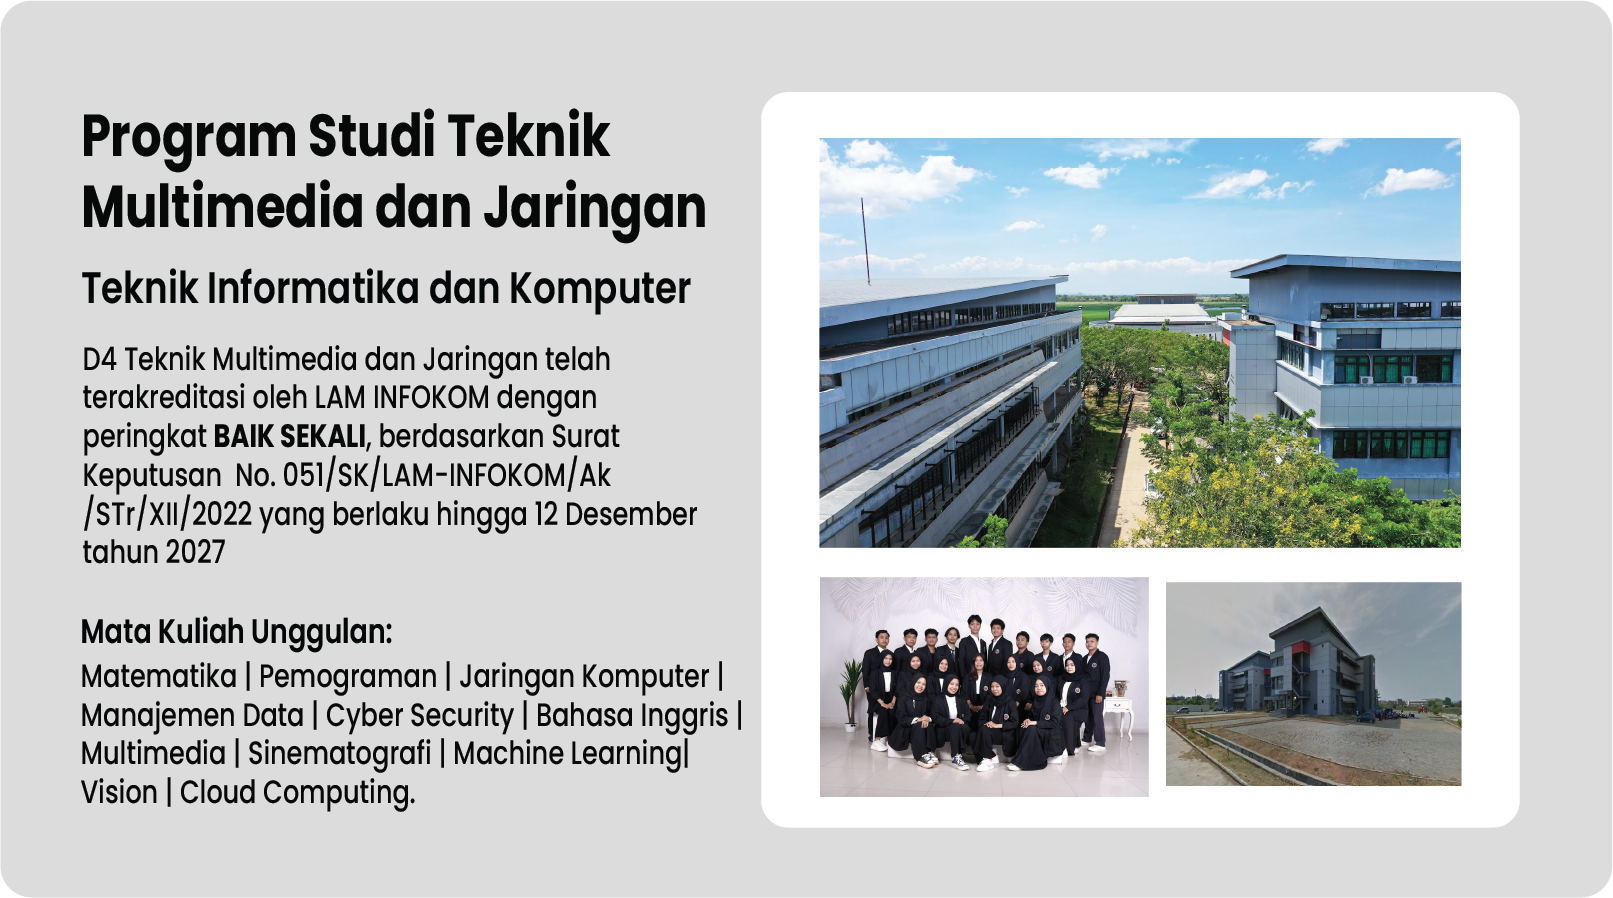 Program Studi Teknik
Multimedia dan Jaringan
Teknik Informatika dan Komputer
D4 Teknik Multimedia dan Jaringan telah
terakreditasi oleh LAM INFOKOM dengan
peringkat BAIK SEKALI, berdasarkan Surat
Keputusan  No. 051/SK/LAM-INFOKOM/Ak
/STr/XII/2022 yang berlaku hingga 12 Desember
tahun 2027
Mata Kuliah Unggulan:
Matematika | Pemograman | Jaringan Komputer |
Manajemen Data | Cyber Security | Bahasa Inggris |
Multimedia | Sinematografi | Machine Learning|
Vision | Cloud Computing.